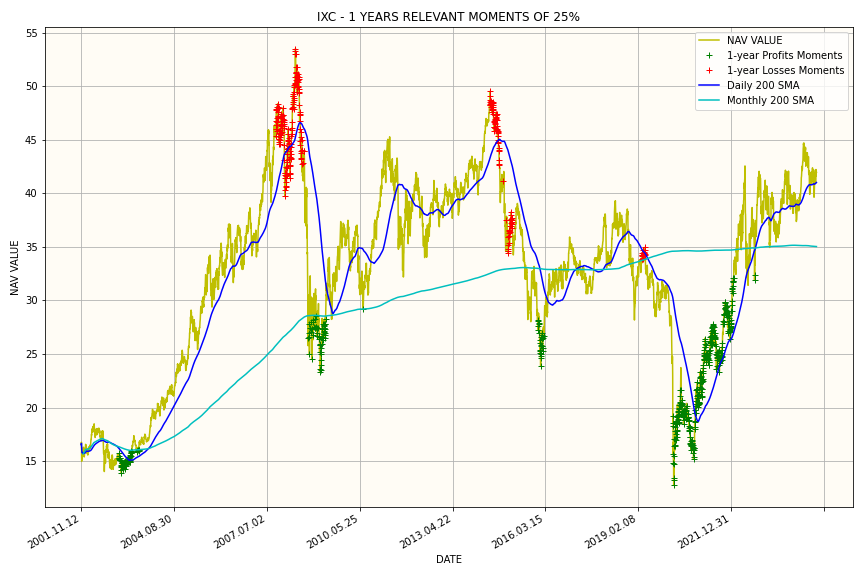 IXC - 1 YEARS RELEVANT MOMENTS OF 25%
NAV VALUE
1-year Profits Moments
1-year Losses Moments
Daily 200 SMA
Monthly 200 SMA
55
50
45
40
35
30
25
20
15
NAV VALUE
2001.11.12
2004.08.30
2007.07.02
2010.05.25
2013.04.22
2016.03.15
2019.02.08
2021.12.31
DATE